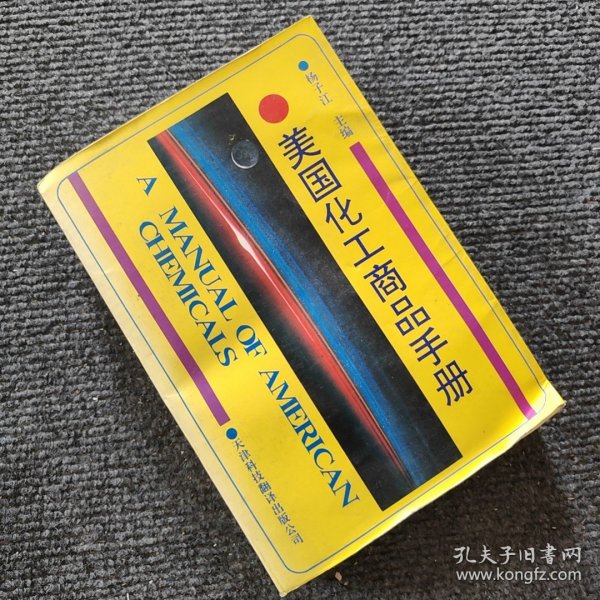 杨子江 主编
美国化工商品手册
A MANUAL OF AMERICAN
CHEMICALS
天津科技翻译出版公司
孔夫子旧书网
www.kongfz.com